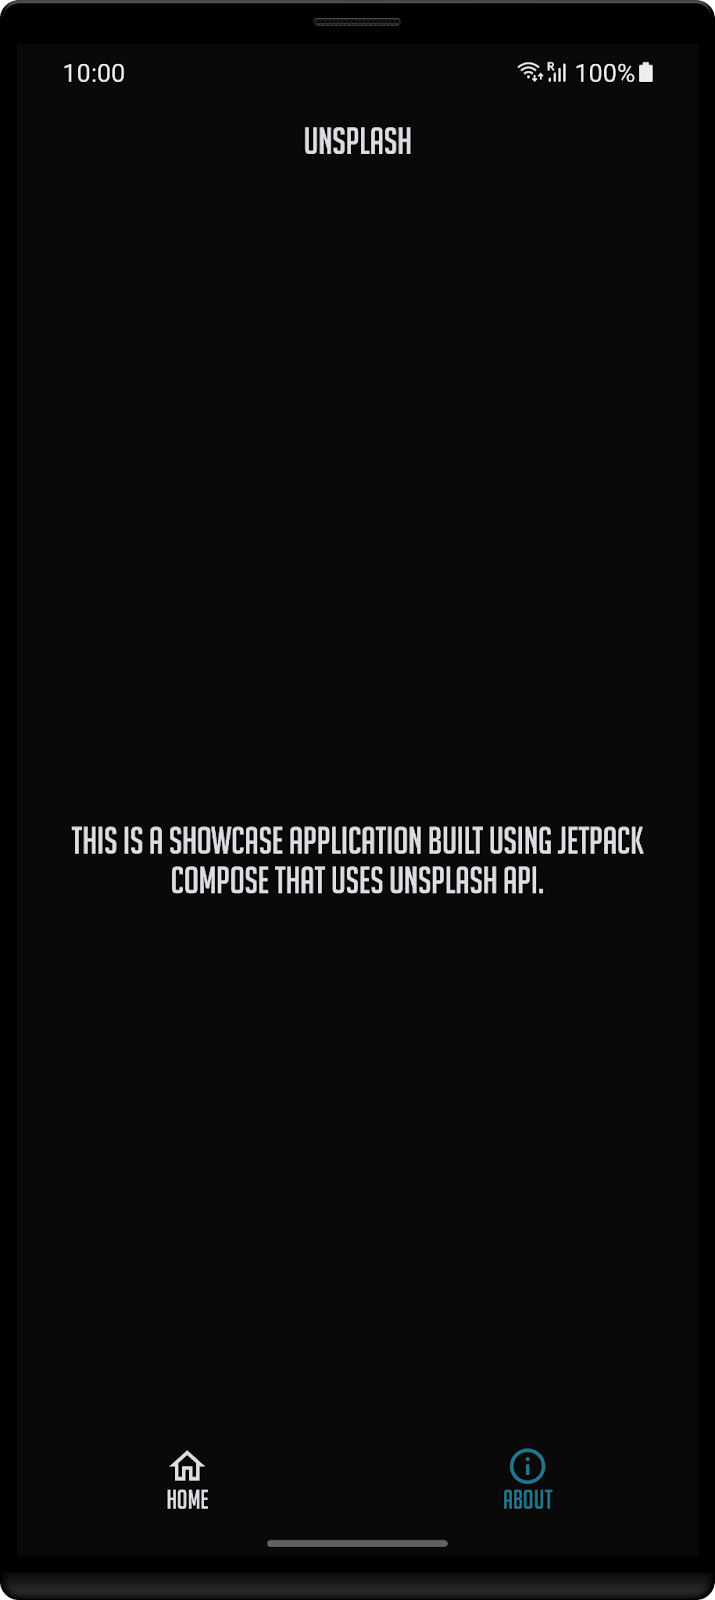 10:00
R 100%
UNSPLASH
THIS IS A SHOWCASE APPLICATION BUILT USING JETPACK
COMPOSE THAT USES UNSPLASH API.
HOME
ABOUT